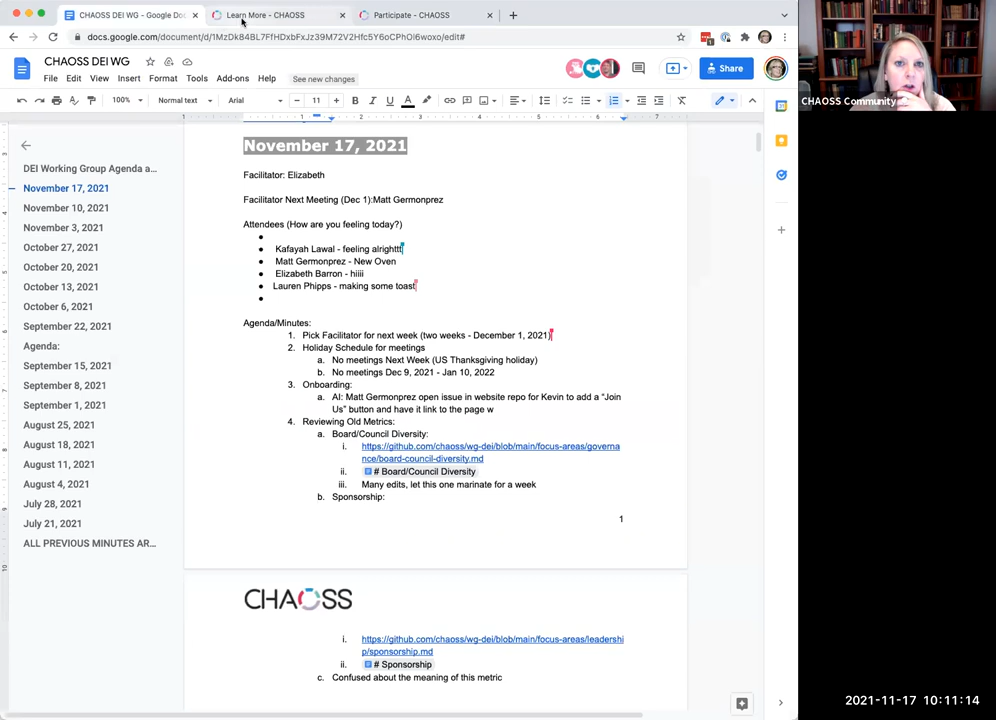 CHAOSS DEI WG - Google Do
Learn More - CHAOSS
Participate - CHAOSS
docs.google.com/document/d/1MzDk84BL7FfHDxbFxJz39M72V2Hfc5Y6oCPhOl6woxo/edit#
CHAOSS DEI WG
File Edit View Insert Format Tools Add-ons Help See new changes
Share
100% Normal text Arial 11
November 17, 2021
Facilitator: Elizabeth
Facilitator Next Meeting (Dec 1):Matt Germonprez
Attendees (How are you feeling today?)
Kafayah Lawal - feeling alrighttt
Matt Germonprez - New Oven
Elizabeth Barron - hiiii
Lauren Phipps - making some toast
Agenda/Minutes:
1. Pick Facilitator for next week (two weeks - December 1, 2021)
2. Holiday Schedule for meetings
a. No meetings Next Week (US Thanksgiving holiday)
b. No meetings Dec 9, 2021 - Jan 10, 2022
3. Onboarding:
a. AI: Matt Germonprez open issue in website repo for Kevin to add a “Join
Us” button and have it link to the page w
4. Reviewing Old Metrics:
a. Board/Council Diversity:
i. https://github.com/chaoss/wg-dei/blob/main/focus-areas/governa
nce/board-council-diversity.md
ii. # Board/Council Diversity
iii. Many edits, let this one marinate for a week
b. Sponsorship:
1
CHAOSS
i. https://github.com/chaoss/wg-dei/blob/main/focus-areas/leadershi
p/sponsorship.md
ii. # Sponsorship
c. Confused about the meaning of this metric
DEI Working Group Agenda a...
November 17, 2021
November 10, 2021
November 3, 2021
October 27, 2021
October 20, 2021
October 13, 2021
October 6, 2021
September 22, 2021
Agenda:
September 15, 2021
September 8, 2021
September 1, 2021
August 25, 2021
August 18, 2021
August 11, 2021
August 4, 2021
July 28, 2021
July 21, 2021
ALL PREVIOUS MINUTES AR...
CHAOSS Community
2021-11-17 10:11:14